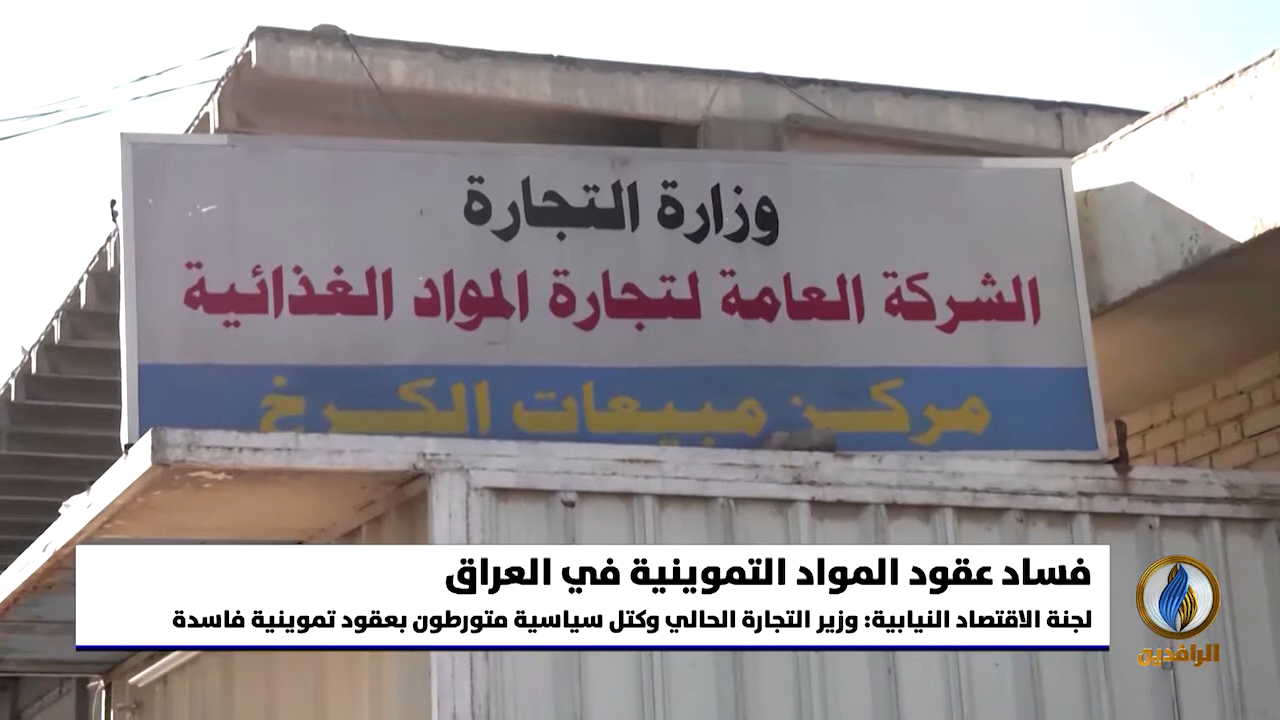 وزارة التجارة
الشركة العامة لتجارة المواد الغذائية
مركز مبيعات الكرخ
فساد عقود المواد التموينية في العراق
لجنة الاقتصاد النيابية: وزير التجارة الحالي وكتل سياسية متورطون بعقود تموينية فاسدة
الرافدين